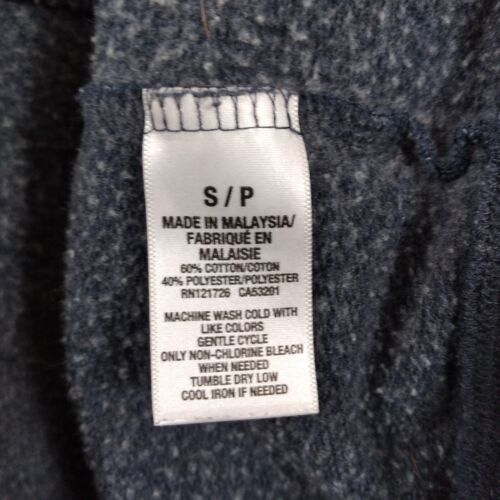 S / P
MADE IN MALAYSIA/
FABRIQUÉ EN
MALAISIE
60% COTTON/COTON
40% POLYESTER/POLYESTER
RN121726 CA53201
MACHINE WASH COLD WITH
LIKE COLORS
GENTLE CYCLE
ONLY NON-CHLORINE BLEACH
WHEN NEEDED
TUMBLE DRY LOW
COOL IRON IF NEEDED